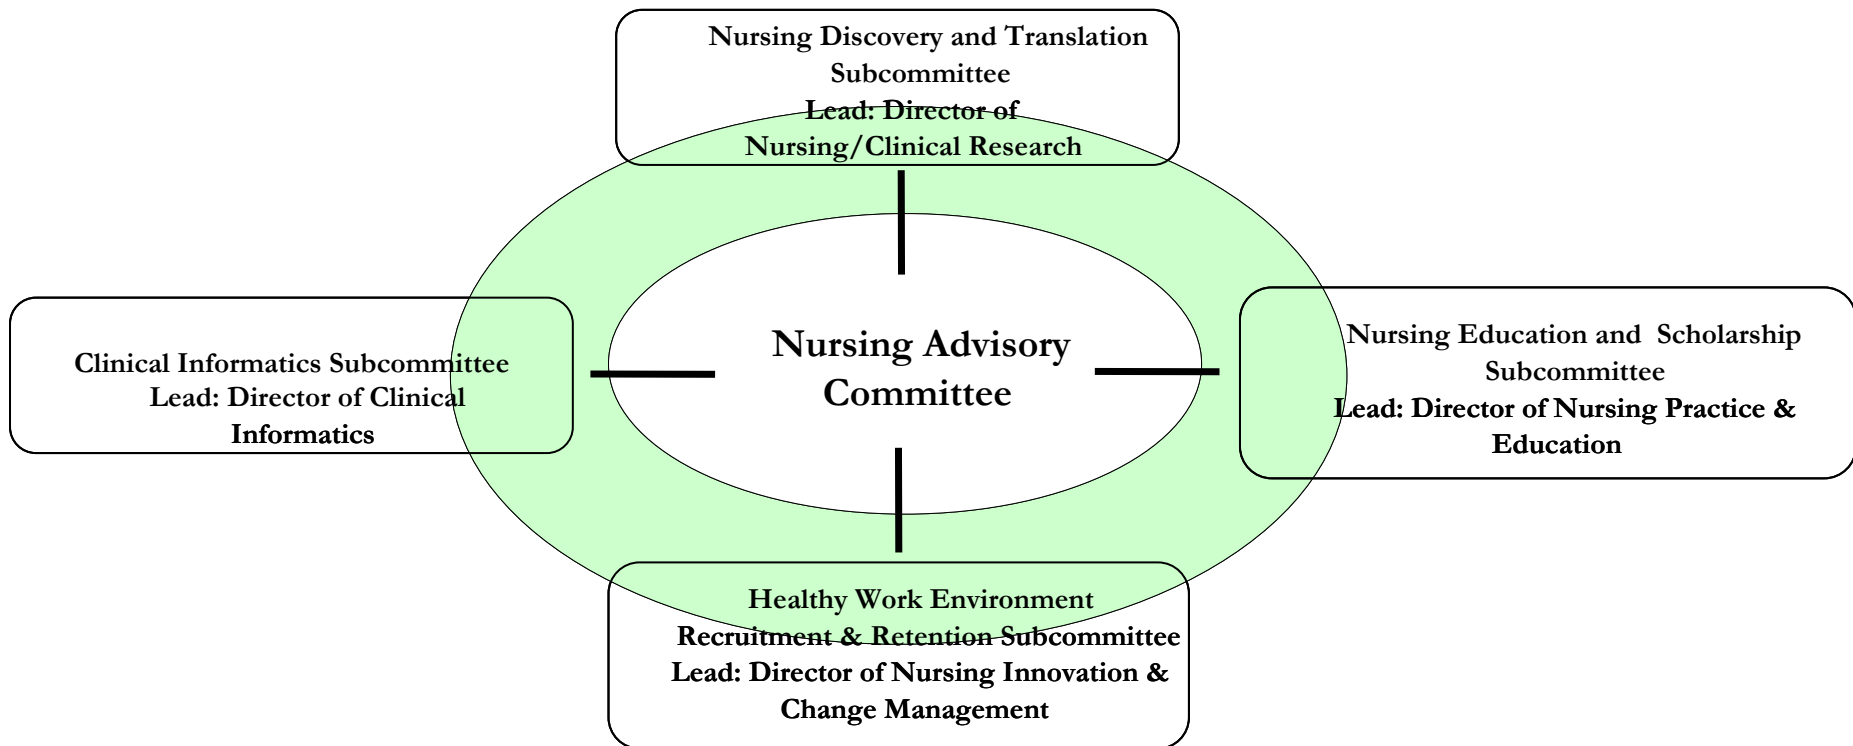 Nursing Discovery and Translation
Subcommittee
Lead: Director of
Nursing/Clinical Research
Clinical Informatics Subcommittee
Lead: Director of Clinical
Informatics
Nursing Advisory
Committee
Nursing Education and  Scholarship
Subcommittee
Lead: Director of Nursing Practice &
Education
Healthy Work Environment
Recruitment & Retention Subcommittee
Lead: Director of Nursing Innovation &
Change Management